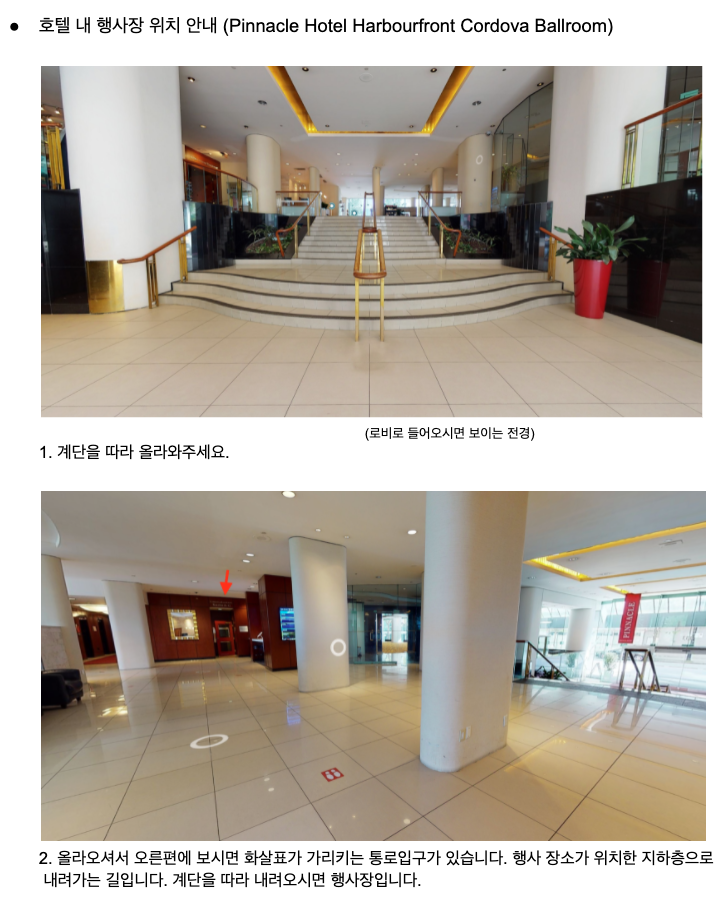 ● 호텔 내 행사장 위치 안내 (Pinnacle Hotel Harbourfront Cordova Ballroom)
(로비로 들어오시면 보이는 전경)
1. 계단을 따라 올라와주세요.
PINNACLE
2. 올라오셔서 오른편에 보시면 화살표가 가리키는 통로입구가 있습니다. 행사 장소가 위치한 지하층으로
내려가는 길입니다. 계단을 따라 내려오시면 행사장입니다.